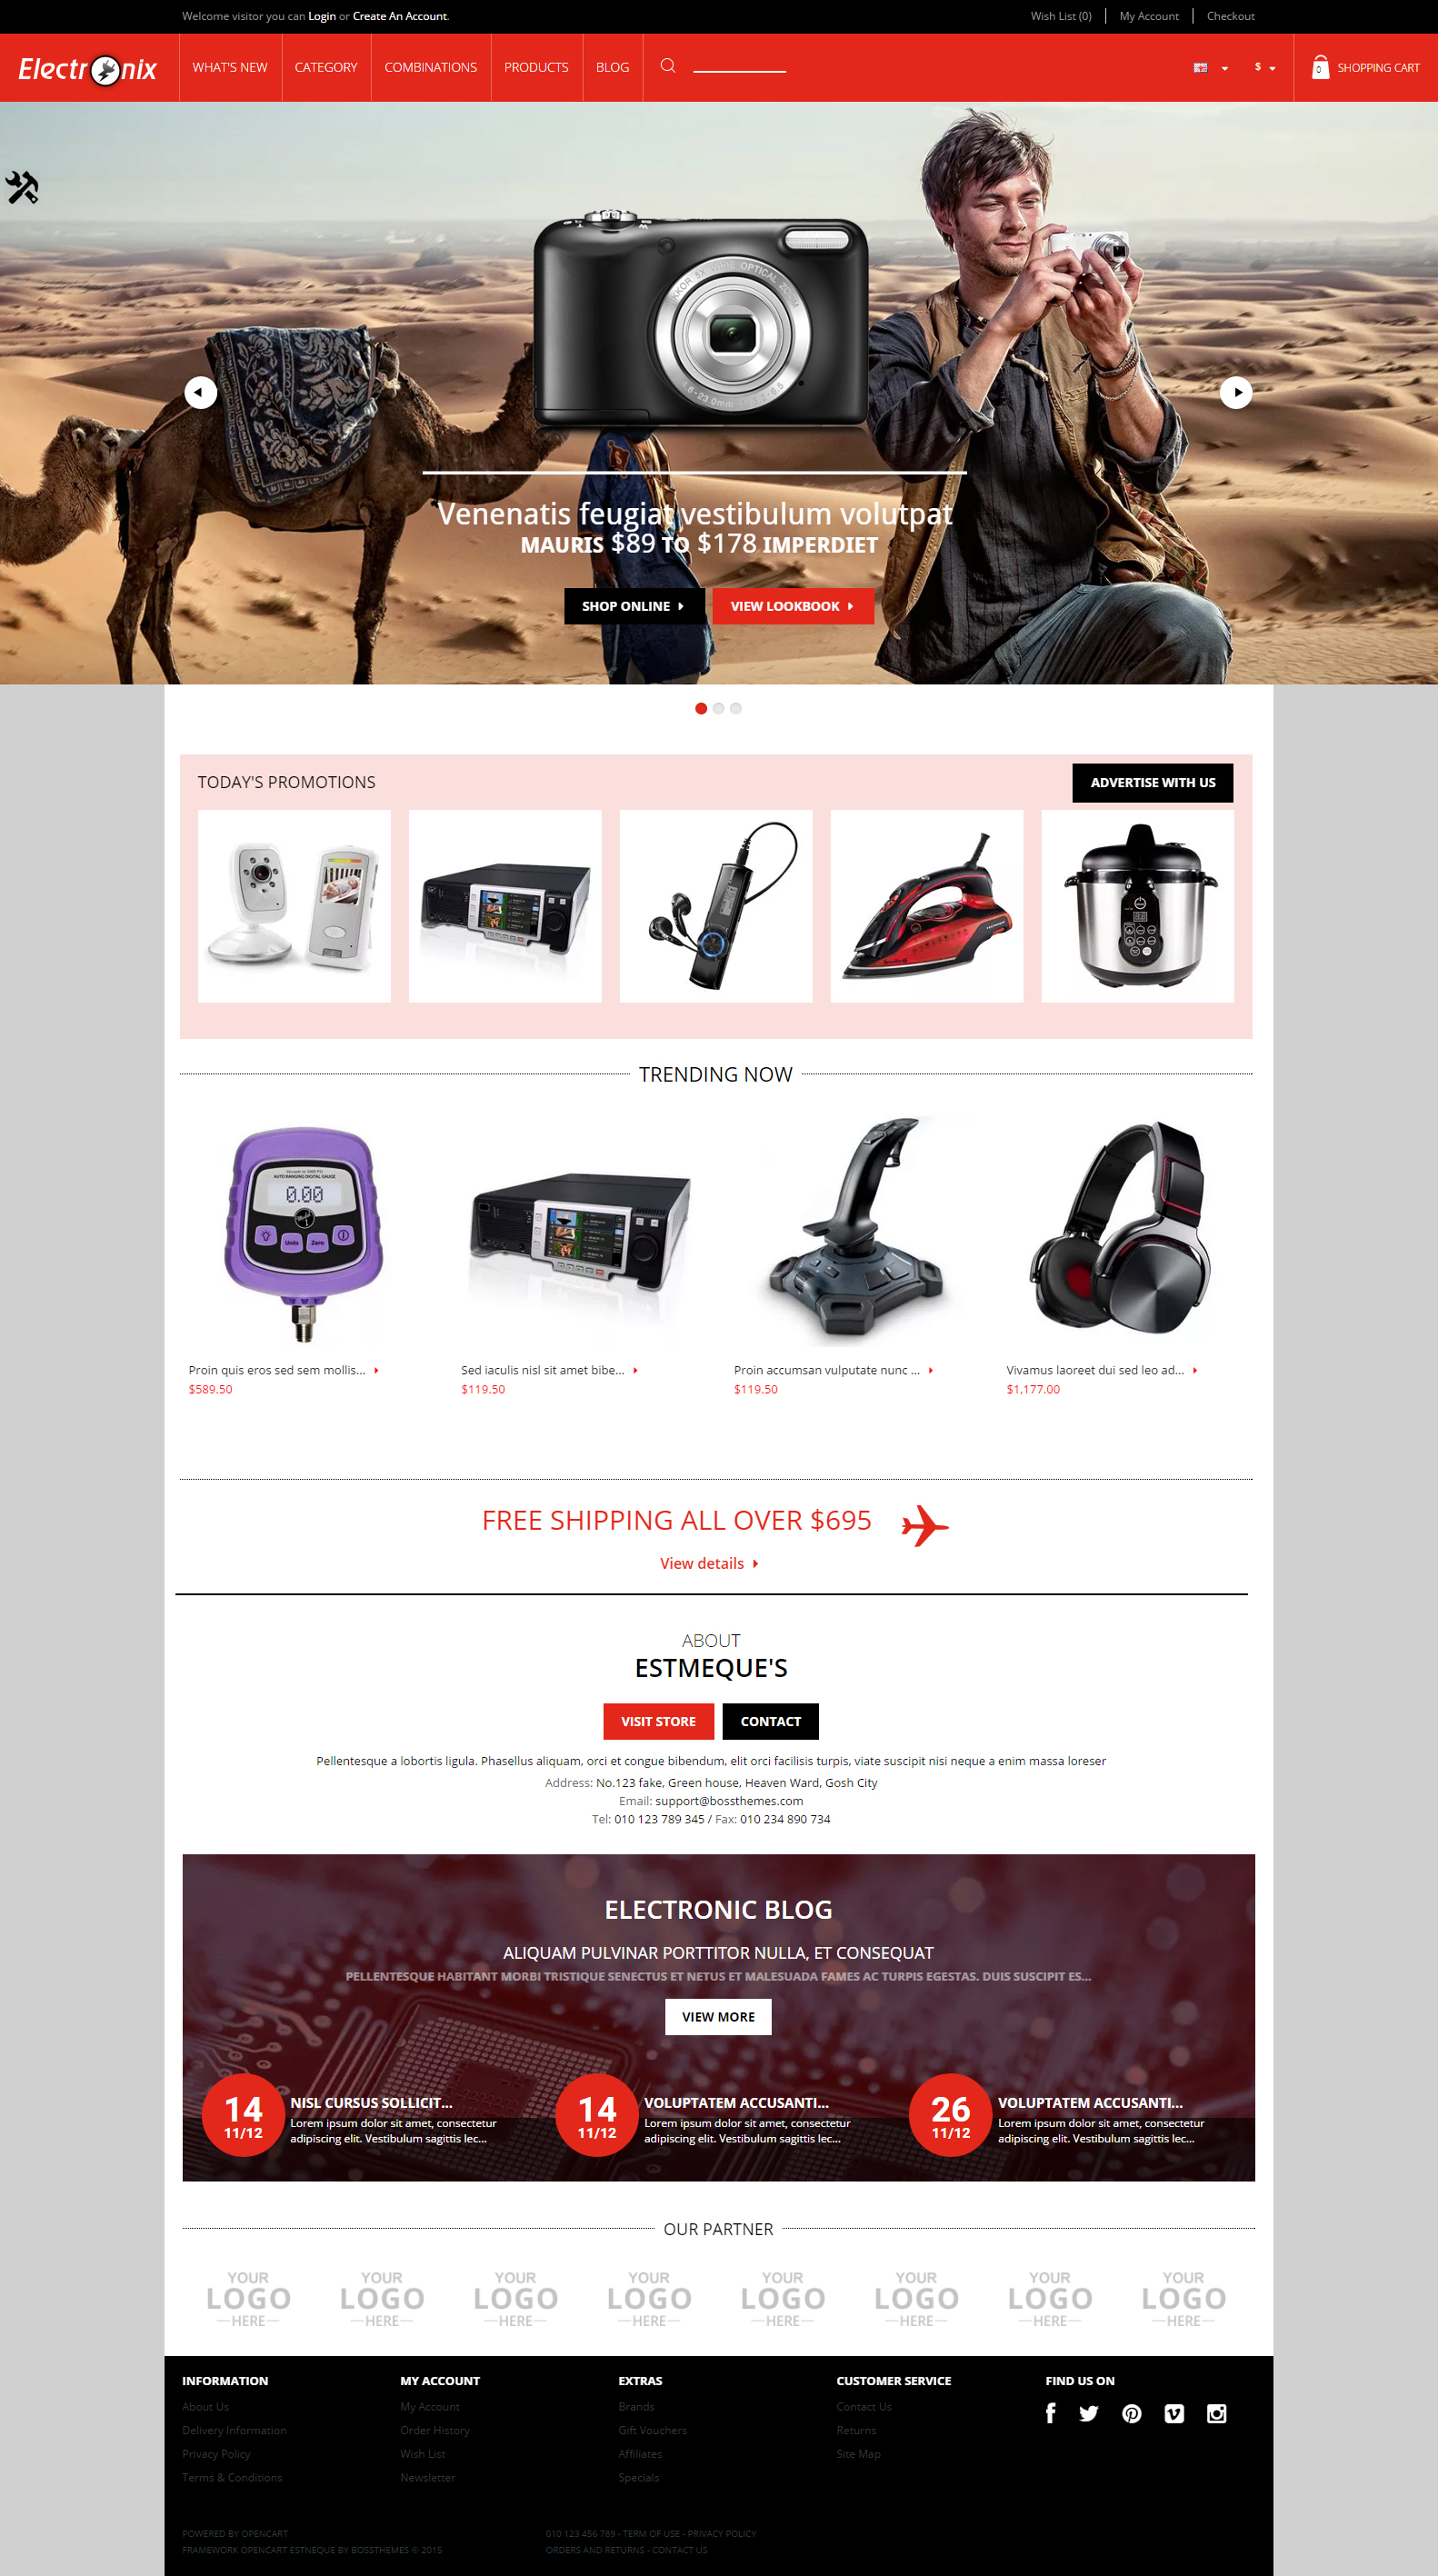 Welcome visitor you can Login or Create An Account.
Wish List (0)
My Account
Checkout
Electronix
WHAT'S NEW
CATEGORY
COMBINATIONS
PRODUCTS
BLOG
$
0
SHOPPING CART
Venenatis feugiat vestibulum volutpat
MAURIS $89 TO $178 IMPERDIET
SHOP ONLINE
VIEW LOOKBOOK
TODAY'S PROMOTIONS
ADVERTISE WITH US
TRENDING NOW
AUTO RANGING DIGITAL GAUGE
0.00
Units
Zero
Proin quis eros sed sem mollis...
$589.50
Sed iaculis nisl sit amet bibe...
$119.50
Proin accumsan vulputate nunc ...
$119.50
Vivamus laoreet dui sed leo ad...
$1,177.00
FREE SHIPPING ALL OVER $695
View details
ABOUT
ESTMEQUE'S
VISIT STORE
CONTACT
Pellentesque a lobortis ligula. Phasellus aliquam, orci et congue bibendum, elit orci facilisis turpis, viate suscipit nisi neque a enim massa loreser
Address: No.123 fake, Green house, Heaven Ward, Gosh City
Email: support@bossthemes.com
Tel: 010 123 789 345 / Fax: 010 234 890 734
ELECTRONIC BLOG
ALIQUAM PULVINAR PORTTITOR NULLA, ET CONSEQUAT
PELLENTESQUE HABITANT MORBI TRISTIQUE SENECTUS ET NETUS ET MALESUADA FAMES AC TURPIS EGESTAS. DUIS SUSCIPIT ES...
VIEW MORE
14
11/12
NISL CURSUS SOLLICIT...
Lorem ipsum dolor sit amet, consectetur
adipiscing elit. Vestibulum sagittis lec...
14
11/12
VOLUPTATEM ACCUSANTI...
Lorem ipsum dolor sit amet, consectetur
adipiscing elit. Vestibulum sagittis lec...
26
11/12
VOLUPTATEM ACCUSANTI...
Lorem ipsum dolor sit amet, consectetur
adipiscing elit. Vestibulum sagittis lec...
OUR PARTNER
YOUR
LOGO
HERE
YOUR
LOGO
HERE
YOUR
LOGO
HERE
YOUR
LOGO
HERE
YOUR
LOGO
HERE
YOUR
LOGO
HERE
YOUR
LOGO
HERE
YOUR
LOGO
HERE
INFORMATION
About Us
Delivery Information
Privacy Policy
Terms & Conditions
MY ACCOUNT
My Account
Order History
Wish List
Newsletter
EXTRAS
Brands
Gift Vouchers
Affiliates
Specials
CUSTOMER SERVICE
Contact Us
Returns
Site Map
FIND US ON
POWERED BY OPENCART
FRAMEWORK OPENCART ESTNEQUE BY BOSSTHEMES © 2015
010 123 456 789 - TERM OF USE - PRIVACY POLICY
ORDERS AND RETURNS - CONTACT US